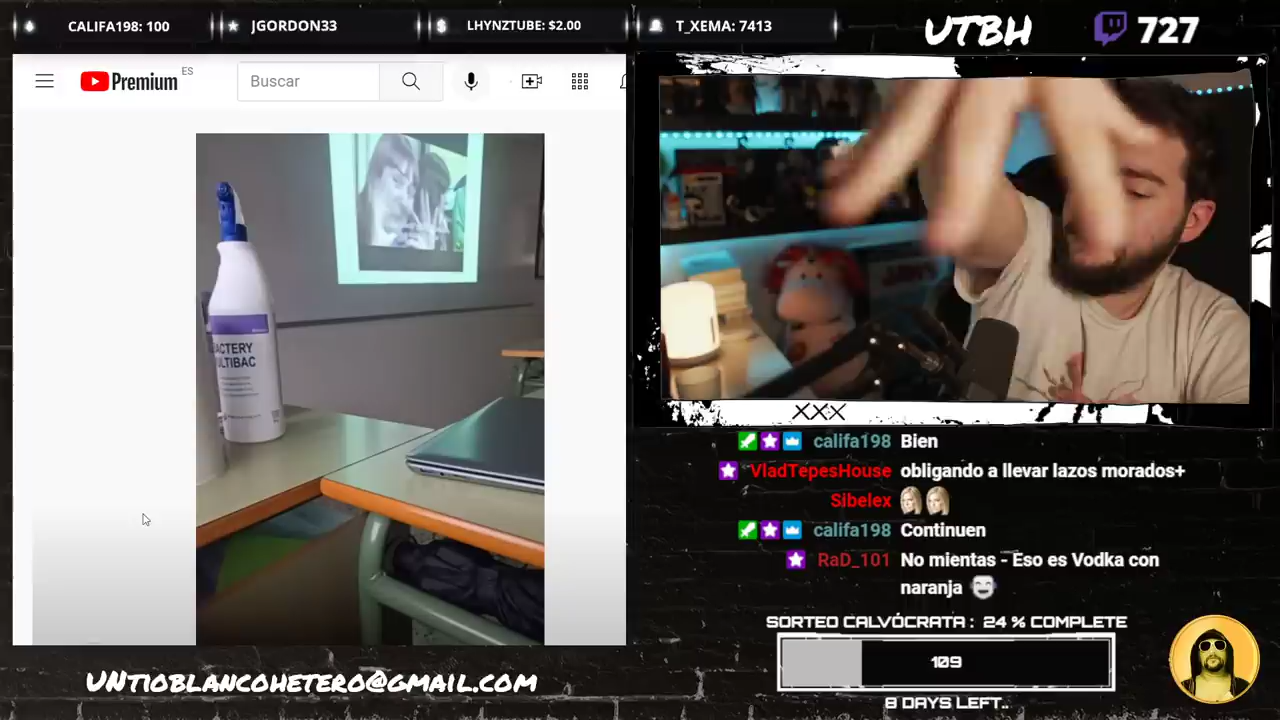 CALIFA198: 100
JGORDON33
LHYNZTUBE: $2.00
T_XEMA: 7413
UTBH
727
Premium ES
Buscar
ACTERY
ULTIBAC
XXX
califa198 Bien
VladTepesHouse obligando a llevar lazos morados+
Sibelex
califa198 Continuen
RaD_101 No mientas - Eso es Vodka con
naranja
SORTEO CALVÓCRATA : 24 % COMPLETE
109
8 DAYS LEFT..
UNTIOBLANCOHETERO@GMAIL.COM